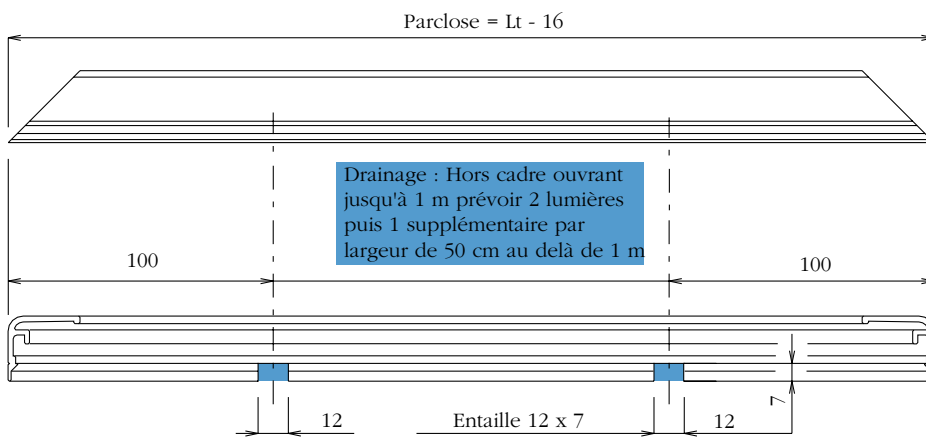 Parclose = Lt - 16
Drainage : Hors cadre ouvrant
jusqu'à 1 m prévoir 2 lumières
puis 1 supplémentaire par
largeur de 50 cm au delà de 1 m
100
100
12
Entaille 12 x 7
12
7